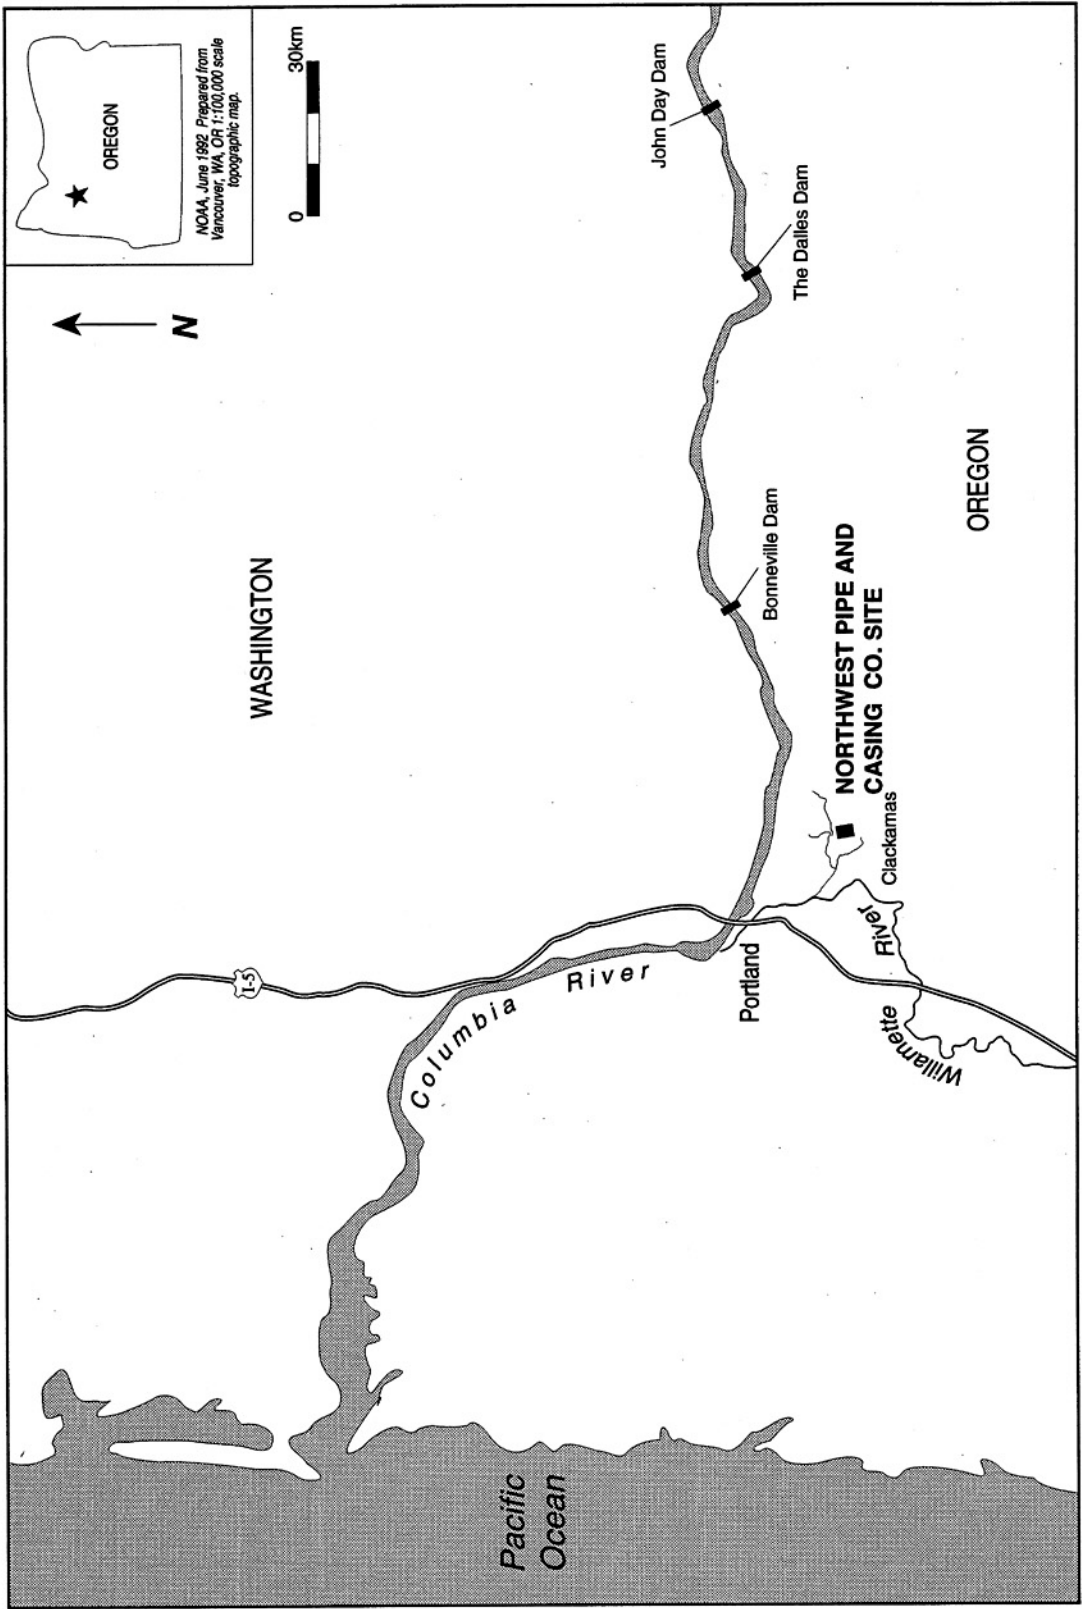 OREGON
NOAA, June 1992 Prepared from
Vancouver, WA, OR 1:100,000 scale
topographic map.
N
0
30km
WASHINGTON
I-5
Columbia
River
John Day Dam
The Dalles Dam
Bonneville Dam
Portland
NORTHWEST PIPE AND
CASING CO. SITE
Clackamas
Willamette
River
OREGON
Pacific
Ocean